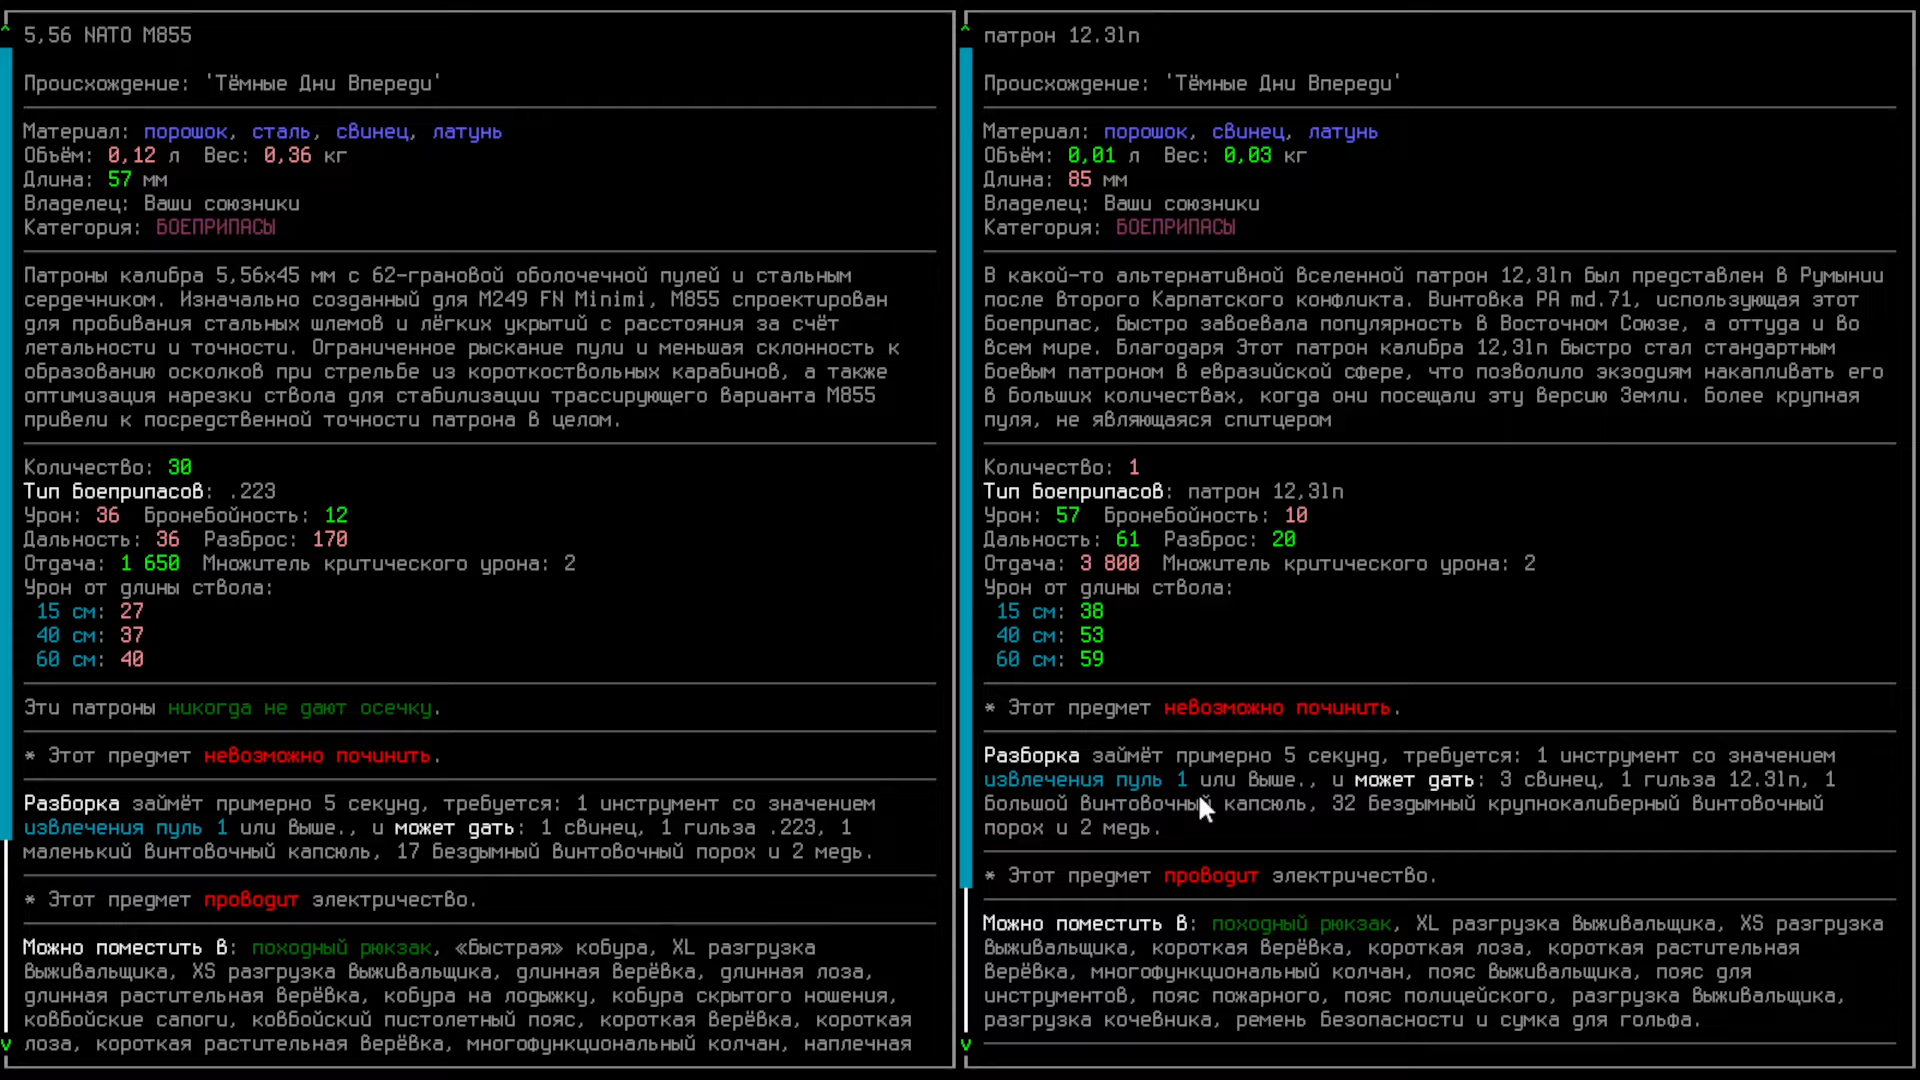 5,56 NATO M855
Происхождение: 'Тёмные Дни Впереди'
Материал: порошок, сталь, свинец, латунь
Объём: 0,12 л  Вес: 0,36 кг
Длина: 57 мм
Владелец: Ваши союзники
Категория: БОЕПРИПАСЫ
Патроны калибра 5,56x45 мм с 62-грановой оболочечной пулей и стальным
сердечником. Изначально созданный для M249 FN Minimi, M855 спроектирован
для пробивания стальных шлемов и лёгких укрытий с расстояния за счёт
летальности и точности. Ограниченное рыскание пули и меньшая склонность к
образованию осколков при стрельбе из короткоствольных карабинов, а также
оптимизация нарезки ствола для стабилизации трассирующего варианта M855
привели к посредственной точности патрона в целом.
Количество: 30
Тип боеприпасов: .223
Урон: 36  Бронебойность: 12
Дальность: 36  Разброс: 170
Отдача: 1 650  Множитель критического урона: 2
Урон от длины ствола:
15 см: 27
40 см: 37
60 см: 40
Эти патроны никогда не дают осечку.
* Этот предмет невозможно починить.
Разборка займёт примерно 5 секунд, требуется: 1 инструмент со значением
извлечения пуль 1 или выше., и может дать: 1 свинец, 1 гильза .223, 1
маленький винтовочный капсюль, 17 бездымный винтовочный порох и 2 медь.
* Этот предмет проводит электричество.
Можно поместить в: походный рюкзак, «быстрая» кобура, XL разгрузка
выживальщика, XS разгрузка выживальщика, длинная верёвка, длинная лоза,
длинная растительная верёвка, кобура на лодыжку, кобура скрытого ношения,
ковбойские сапоги, ковбойский пистолетный пояс, короткая верёвка, короткая
лоза, короткая растительная верёвка, многофункциональный колчан, наплечная
патрон 12.3ln
Происхождение: 'Тёмные Дни Впереди'
Материал: порошок, свинец, латунь
Объём: 0,01 л  Вес: 0,03 кг
Длина: 85 мм
Владелец: Ваши союзники
Категория: БОЕПРИПАСЫ
В какой-то альтернативной вселенной патрон 12,3ln был представлен в Румынии
после Второго Карпатского конфликта. Винтовка PA md.71, использующая этот
боеприпас, быстро завоевала популярность в Восточном Союзе, а оттуда и во
всем мире. Благодаря Этот патрон калибра 12,3ln быстро стал стандартным
боевым патроном в евразийской сфере, что позволило экзодиям накапливать его
в больших количествах, когда они посещали эту версию Земли. Более крупная
пуля, не являющаяся спитцером
Количество: 1
Тип боеприпасов: патрон 12,3ln
Урон: 57  Бронебойность: 10
Дальность: 61  Разброс: 20
Отдача: 3 800  Множитель критического урона: 2
Урон от длины ствола:
15 см: 38
40 см: 53
60 см: 59
* Этот предмет невозможно починить.
Разборка займёт примерно 5 секунд, требуется: 1 инструмент со значением
извлечения пуль 1 или выше., и может дать: 3 свинец, 1 гильза 12.3ln, 1
большой винтовочный капсюль, 32 бездымный крупнокалиберный винтовочный
порох и 2 медь.
* Этот предмет проводит электричество.
Можно поместить в: походный рюкзак, XL разгрузка выживальщика, XS разгрузка
выживальщика, короткая верёвка, короткая лоза, короткая растительная
верёвка, многофункциональный колчан, пояс выживальщика, пояс для
инструментов, пояс пожарного, пояс полицейского, разгрузка выживальщика,
разгрузка кочевника, ремень безопасности и сумка для гольфа.